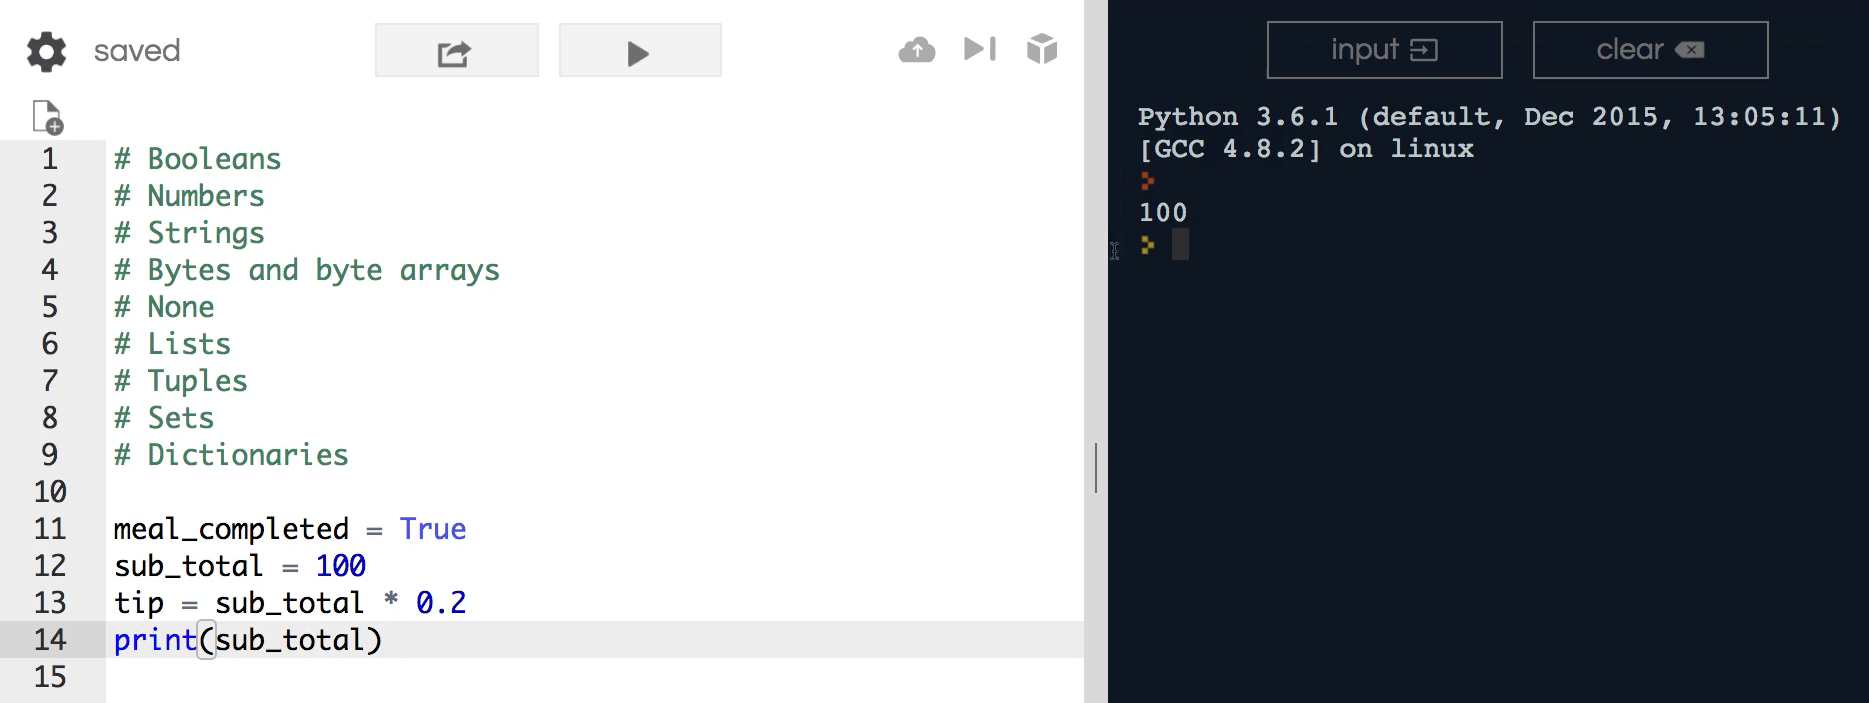 saved
1 # Booleans
2 # Numbers
3 # Strings
4 # Bytes and byte arrays
5 # None
6 # Lists
7 # Tuples
8 # Sets
9 # Dictionaries
10
11 meal_completed = True
12 sub_total = 100
13 tip = sub_total * 0.2
14 print(sub_total)
15
input
clear
Python 3.6.1 (default, Dec 2015, 13:05:11)
[GCC 4.8.2] on linux
>
100
>